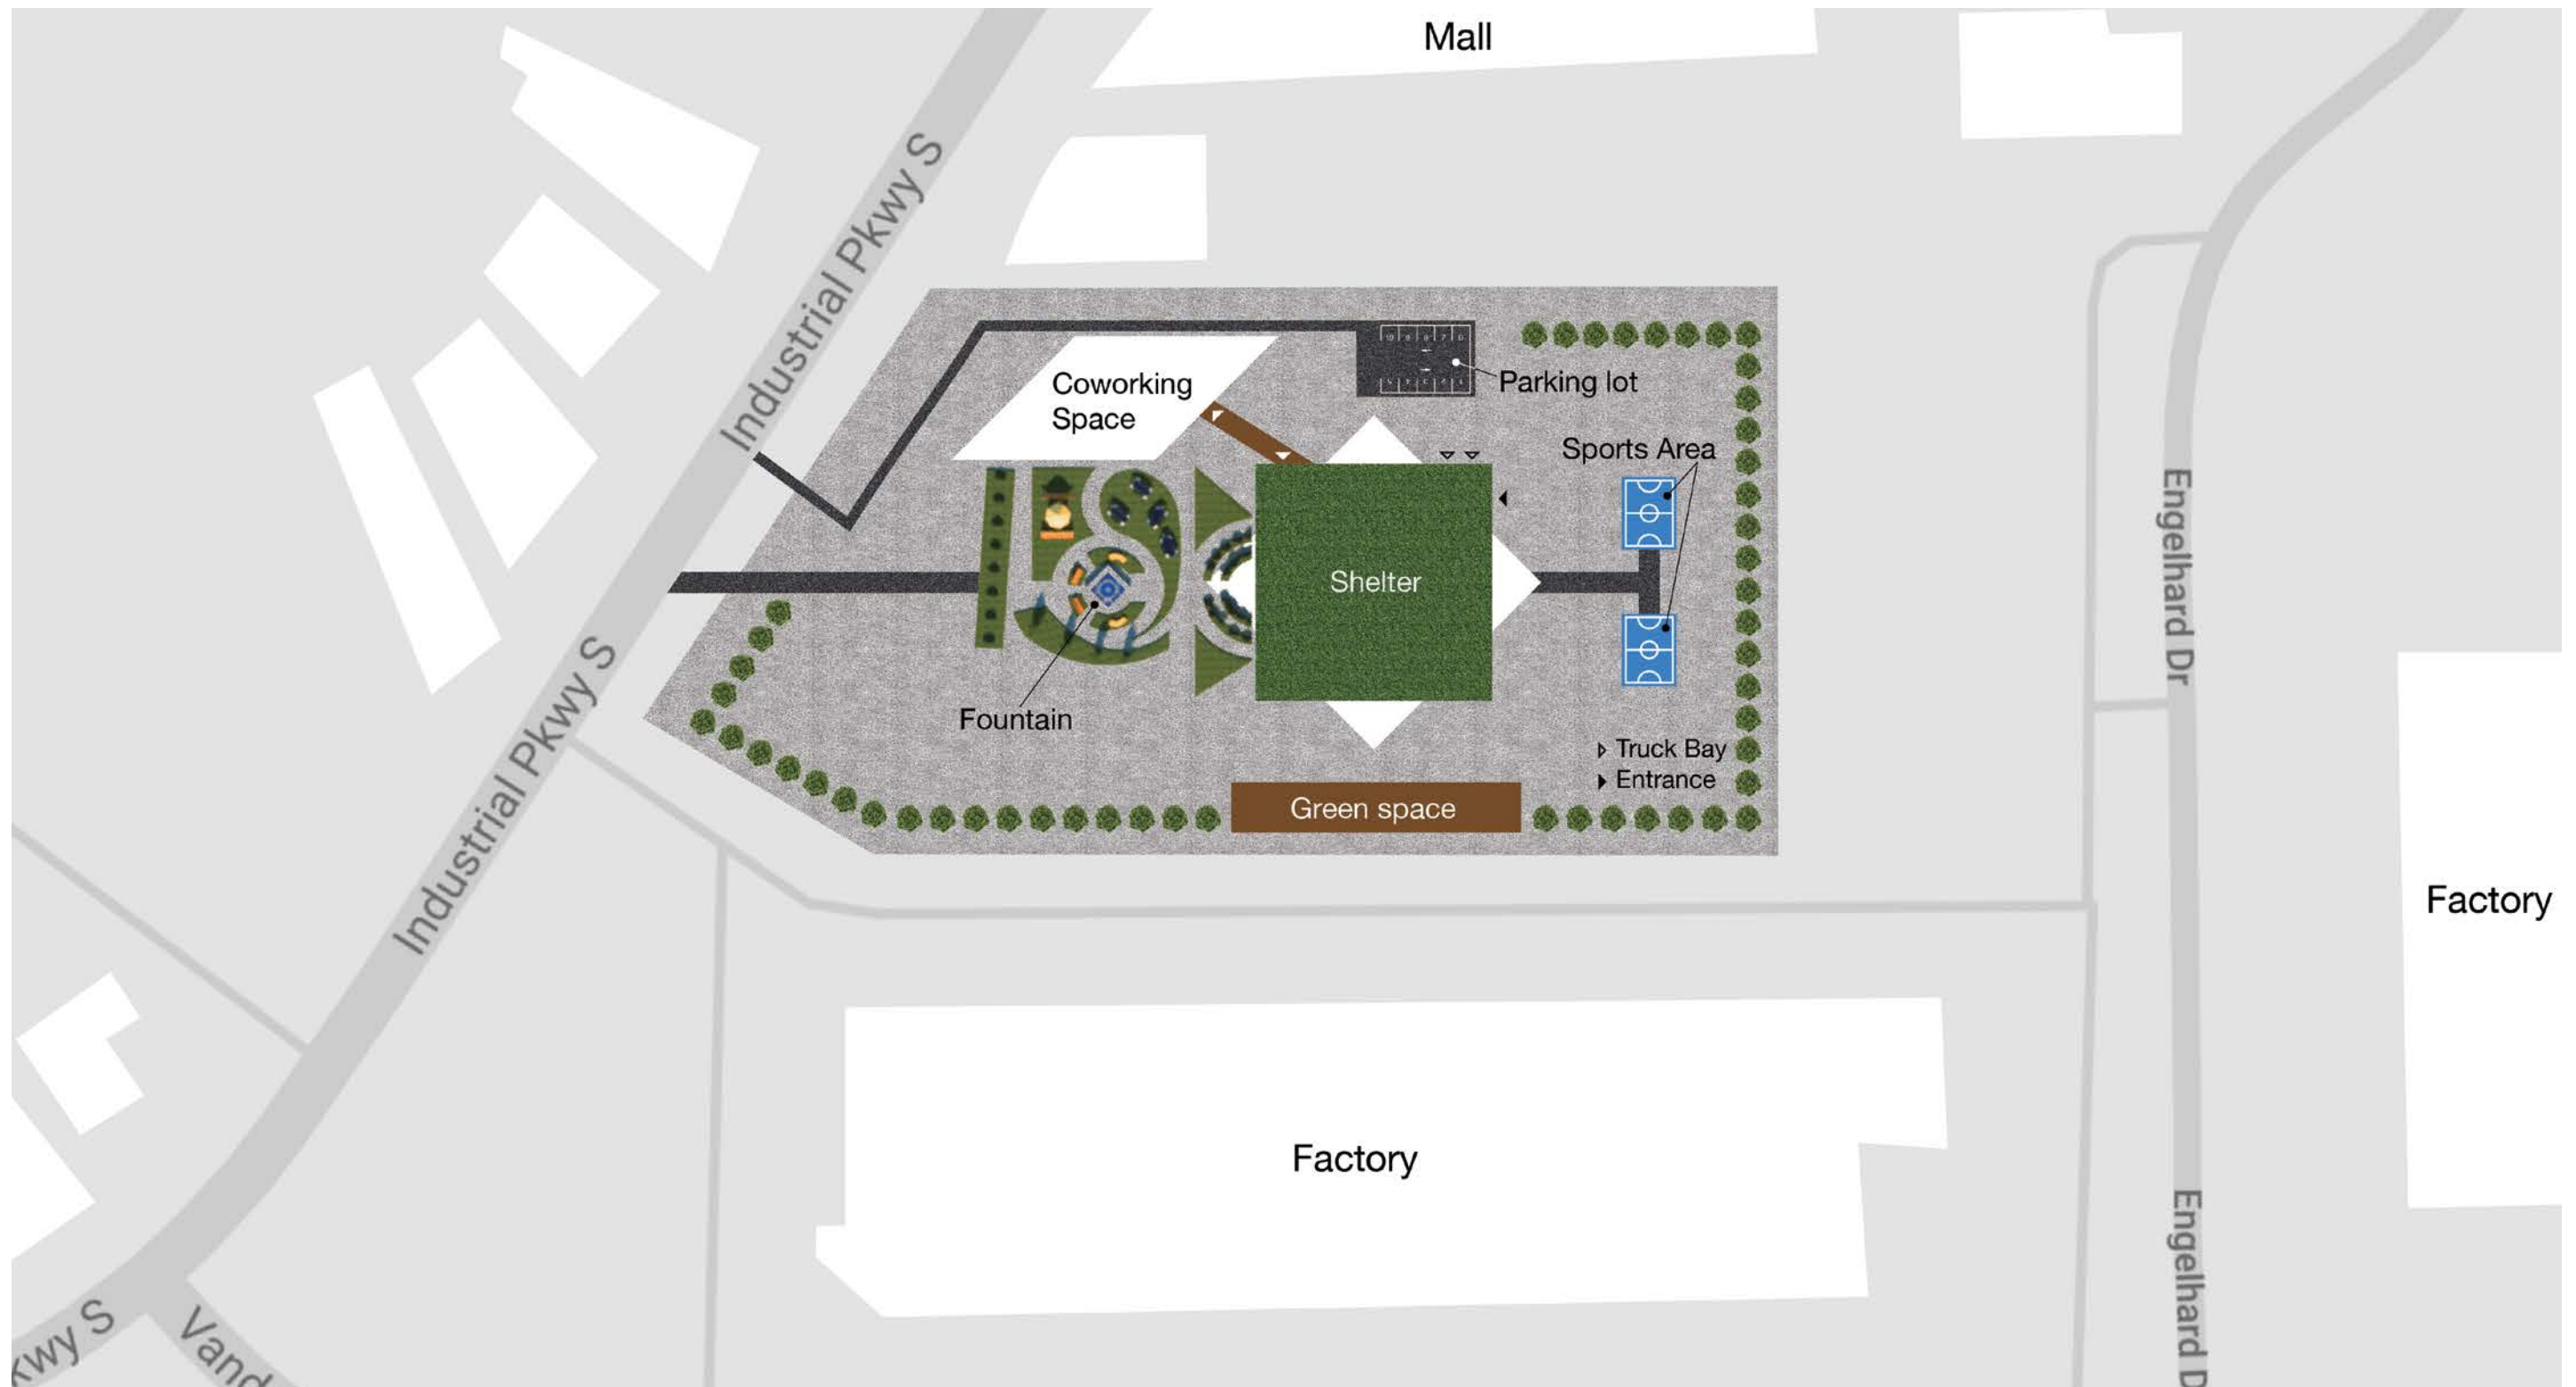 Mall
Industrial Pkwy S
Coworking
Space
Parking lot
Sports Area
Engelhard Dr
Shelter
Industrial Pkwy S
Fountain
Truck Bay
Entrance
Green space
Factory
Factory
Engelhard D
kwy S
Vand